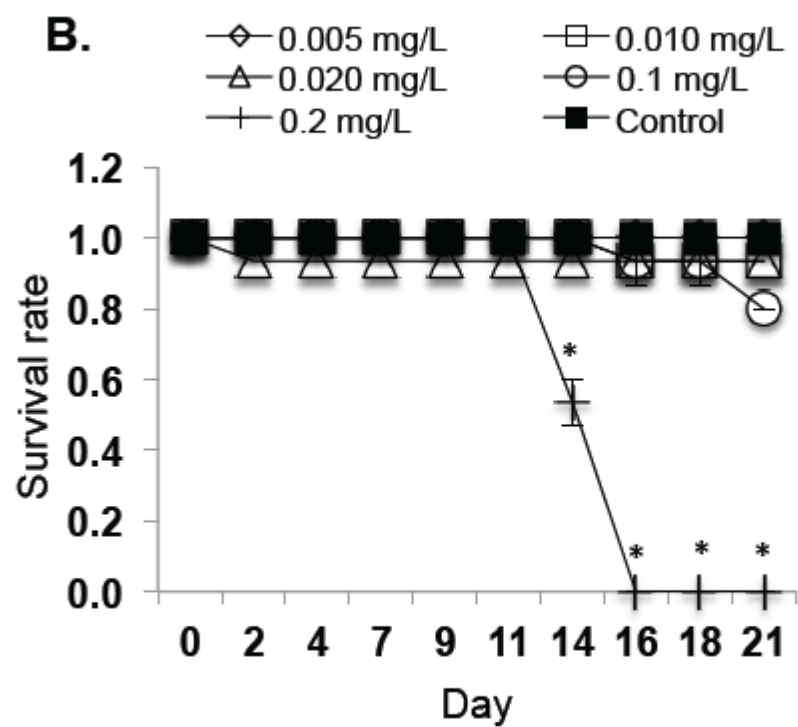 B.
0.005 mg/L 0.010 mg/L
0.020 mg/L 0.1 mg/L
0.2 mg/L Control
1.2
1.0
0.8
*
0.6
0.4
0.2
* * *
0.0
Survival rate
0 2 4 7 9 11 14 16 18 21
Day